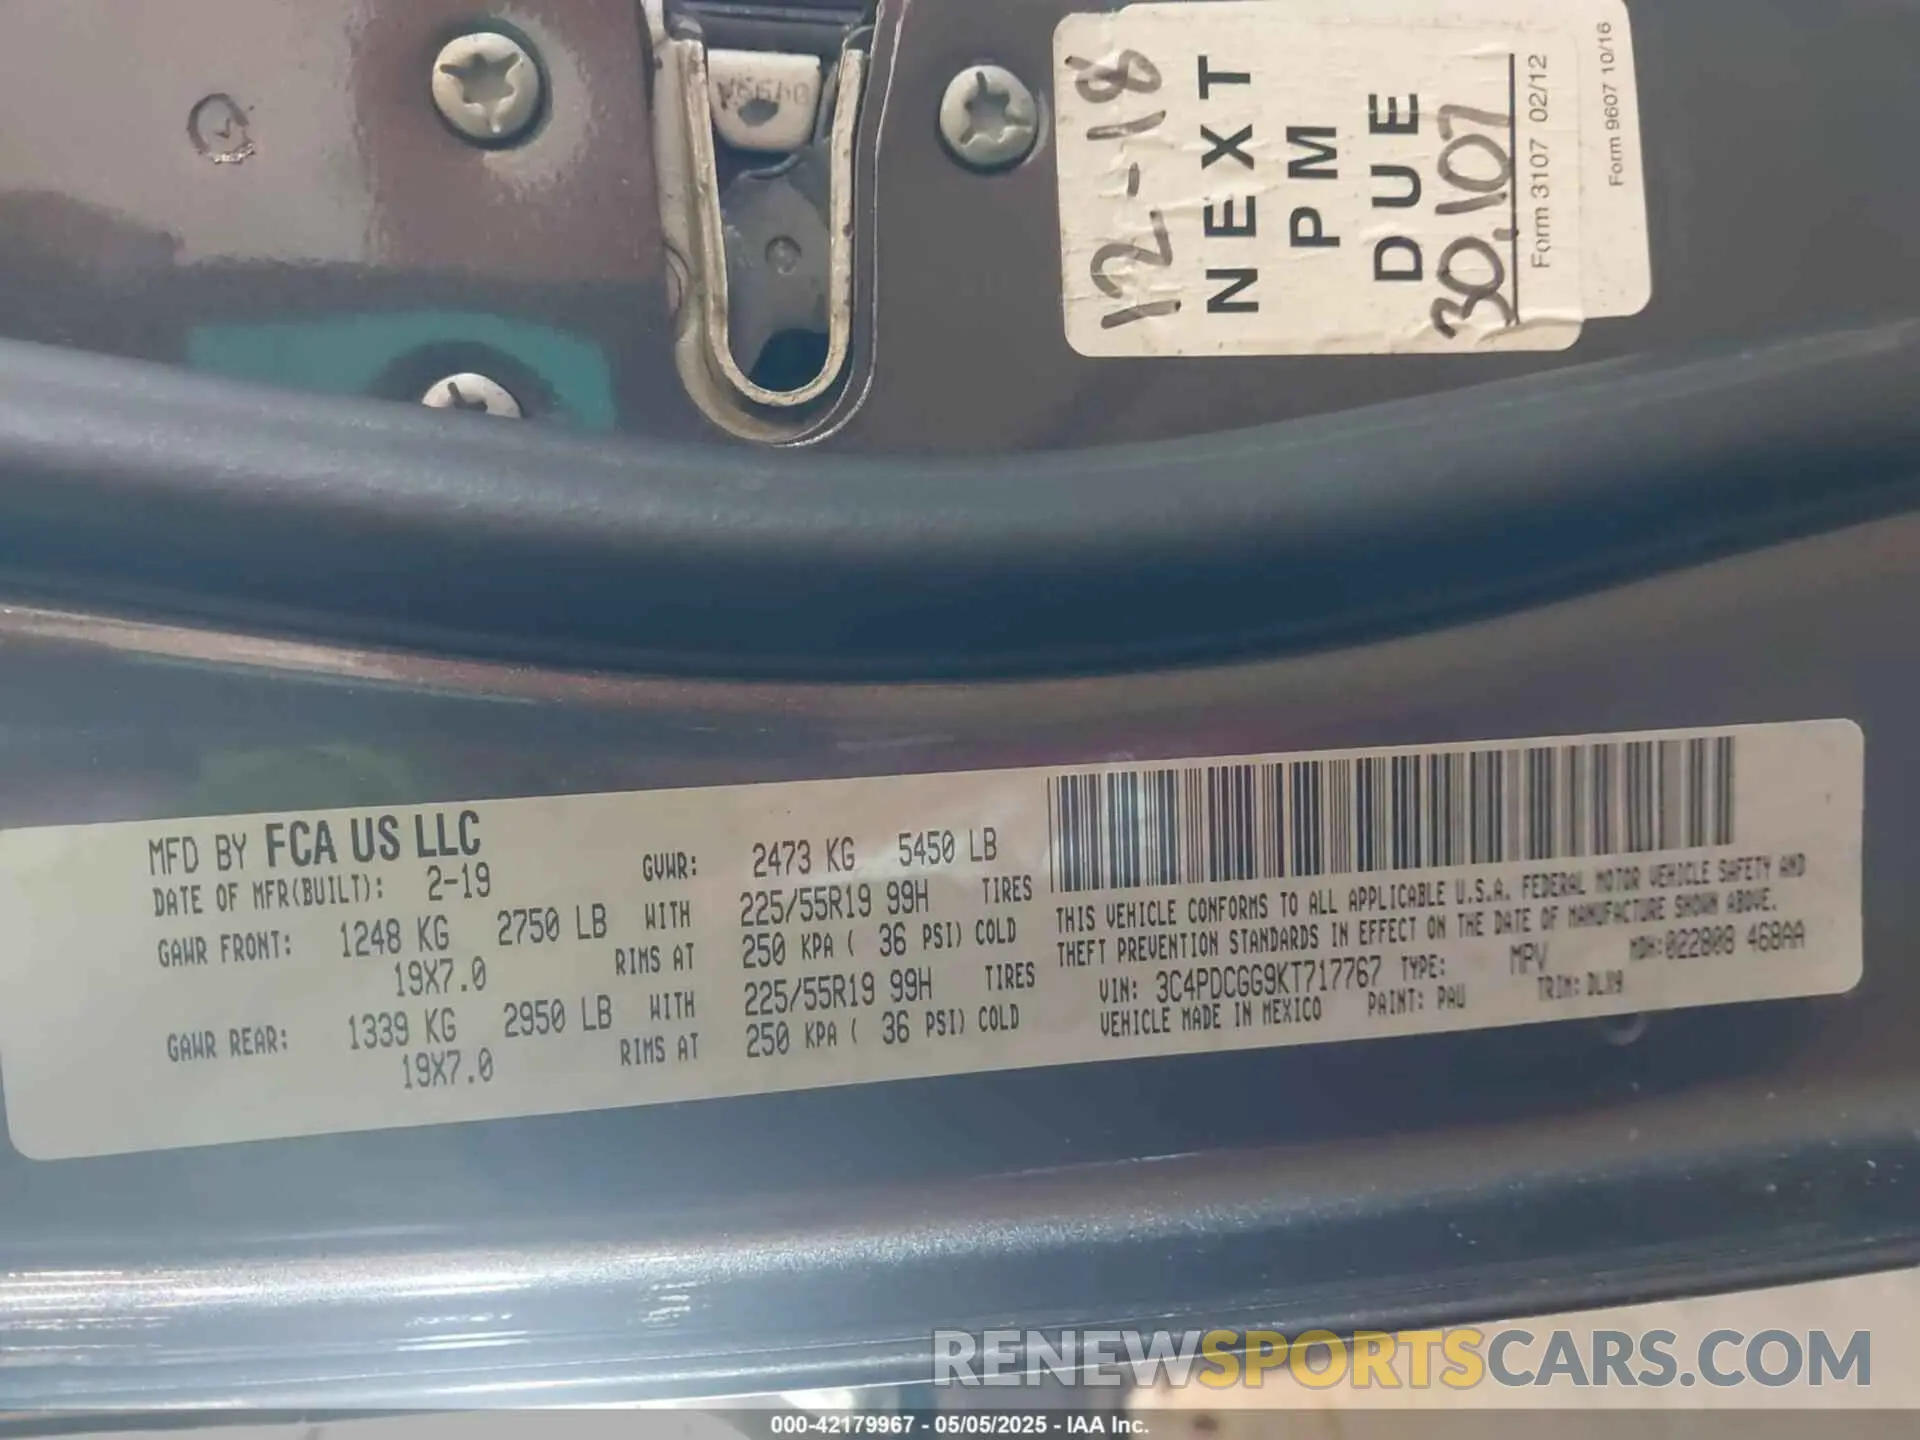 12-18
NEXT
PM
DUE
30,107
Form 3107 02/12
Form 9607 10/16
MFD BY FCA US LLC
DATE OF MFR(BUILT): 2-19
GVWR: 2473 KG 5450 LB
GAWR FRONT: 1248 KG 2750 LB WITH 225/55R19 99H TIRES
19X7.0 RIMS AT 250 KPA ( 36 PSI) COLD
GAWR REAR: 1339 KG 2950 LB WITH 225/55R19 99H TIRES
19X7.0 RIMS AT 250 KPA ( 36 PSI) COLD
THIS VEHICLE CONFORMS TO ALL APPLICABLE U.S.A. FEDERAL MOTOR VEHICLE SAFETY AND
THEFT PREVENTION STANDARDS IN EFFECT ON THE DATE OF MANUFACTURE SHOWN ABOVE.
VIN: 3C4PDCGG9KT717767 TYPE: MPV MDH:022808 468AA
VEHICLE MADE IN MEXICO PAINT: PAU TRIM: DLX9
RENEWSPORTSCARS.COM
000-42179967 - 05/05/2025 - IAA Inc.